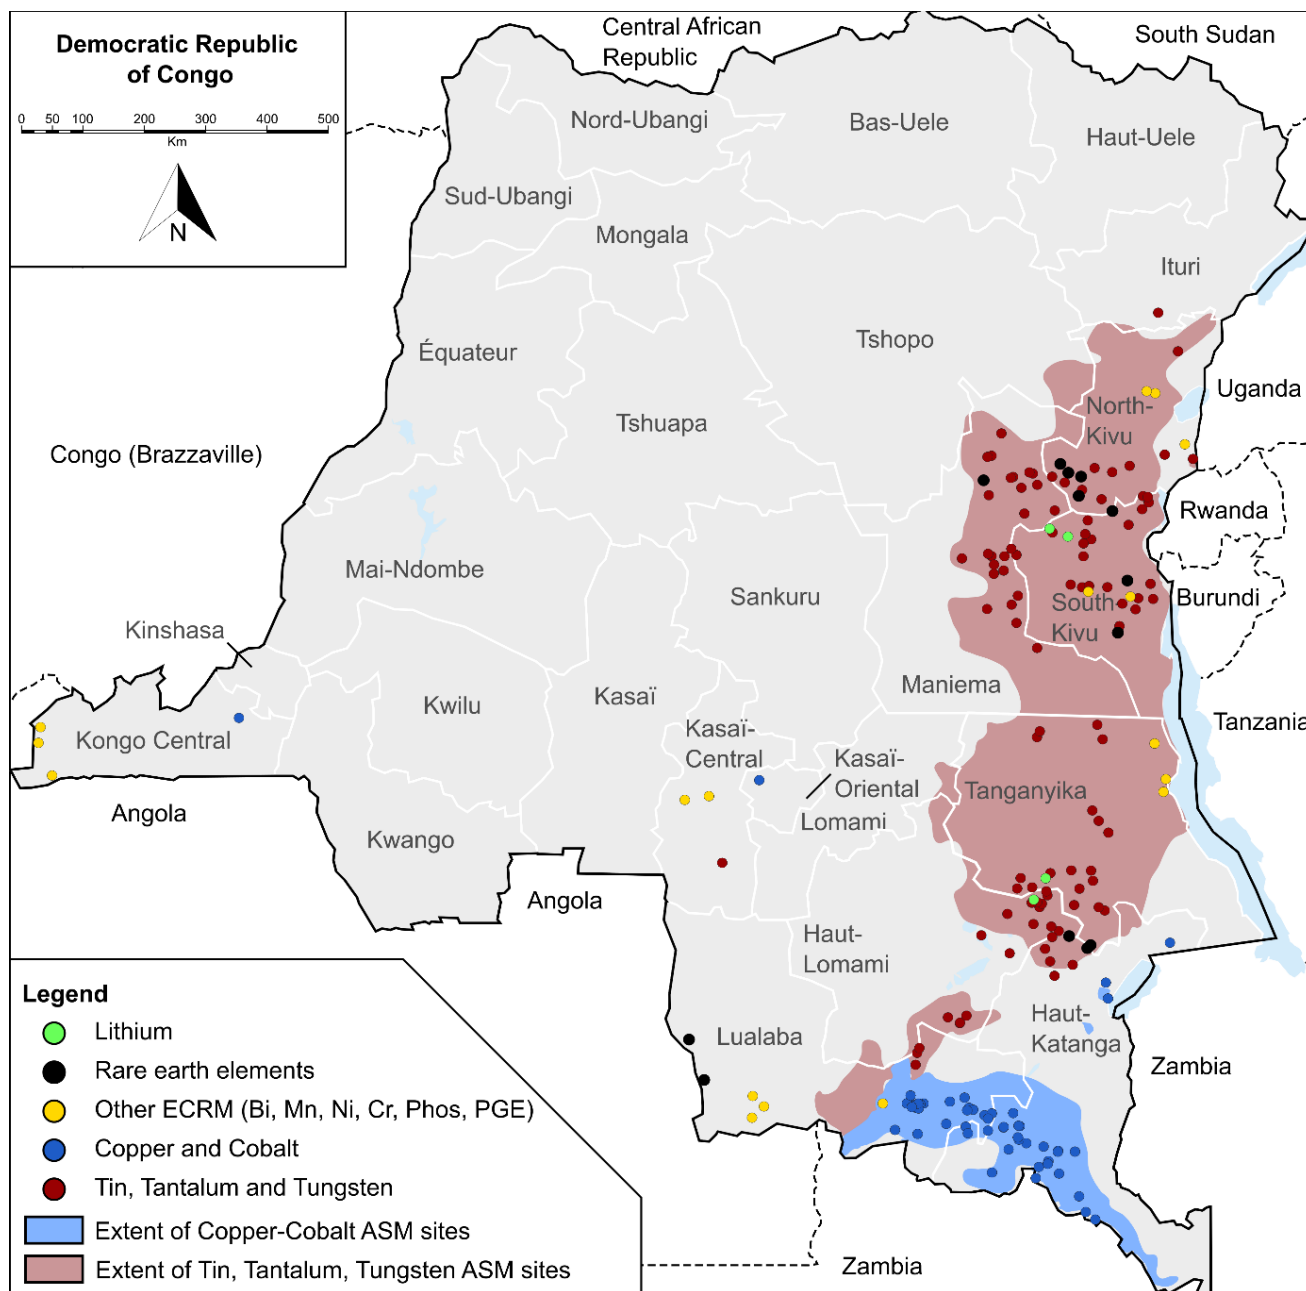 Democratic Republic
of Congo
0 50 100 200 300 400 500
Km
N
Central African
Republic
South Sudan
Nord-Ubangi
Bas-Uele
Haut-Uele
Sud-Ubangi
Mongala
Ituri
Équateur
Tshopo
Uganda
Tshuapa
North-
Kivu
Congo (Brazzaville)
Rwanda
Mai-Ndombe
Sankuru
South-
Kivu
Burundi
Kinshasa
Kasaï
Maniema
Kwilu
Kongo Central
Kasaï-
Central
Tanzania
Kasaï-
Oriental
Tanganyika
Angola
Lomami
Kwango
Angola
Haut-
Lomami
Haut-
Katanga
Lualaba
Zambia
Zambia
Legend
Lithium
Rare earth elements
Other ECRM (Bi, Mn, Ni, Cr, Phos, PGE)
Copper and Cobalt
Tin, Tantalum and Tungsten
Extent of Copper-Cobalt ASM sites
Extent of Tin, Tantalum, Tungsten ASM sites